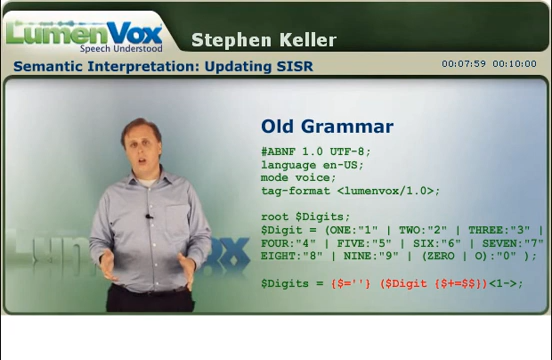 LumenVox
Speech Understood
Stephen Keller
Semantic Interpretation: Updating SISR
00:07:59 00:10:00
Old Grammar
#ABNF 1.0 UTF-8;
language en-US;
mode voice;
tag-format <lumenvox/1.0>;
root $Digits;
$Digit = (ONE:"1" | TWO:"2" | THREE:"3" |
FOUR:"4" | FIVE:"5" | SIX:"6" | SEVEN:"7"
EIGHT:"8" | NINE:"9" | (ZERO | O):"0" );
$Digits = {$=''} ($Digit {$+=$$})<1->;